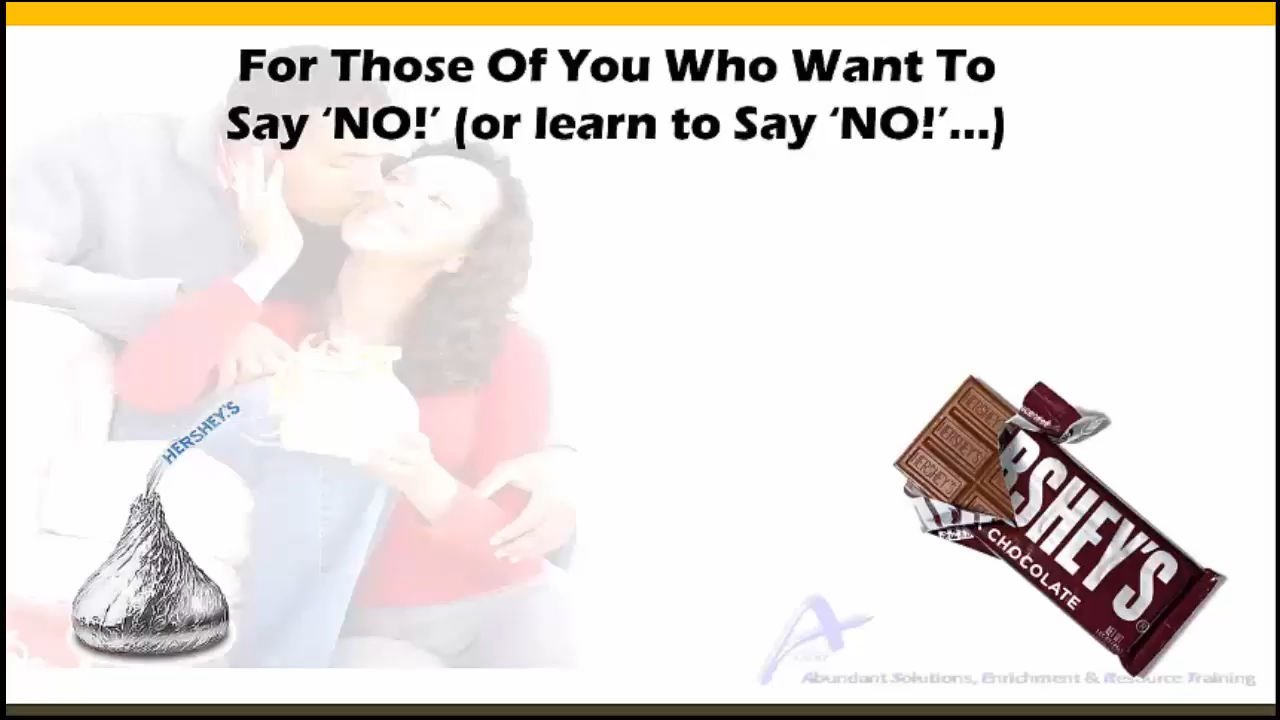 For Those Of You Who Want To
Say ‘NO!’ (or learn to Say ‘NO!’...)
HERSHEY'S
HERSHEY'S
HERSHEY'S
RSHEY'S
CHOCOLATE
Abundant Solutions, Enrichment & Resource Training